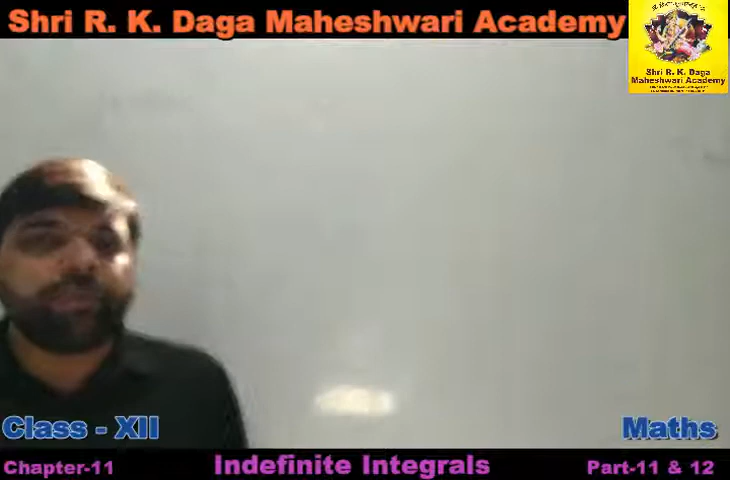 Shri R. K. Daga Maheshwari Academy
Shri R. K. Daga
Maheshwari Academy
Class - XII
Maths
Chapter-11
Indefinite Integrals
Part-11 & 12